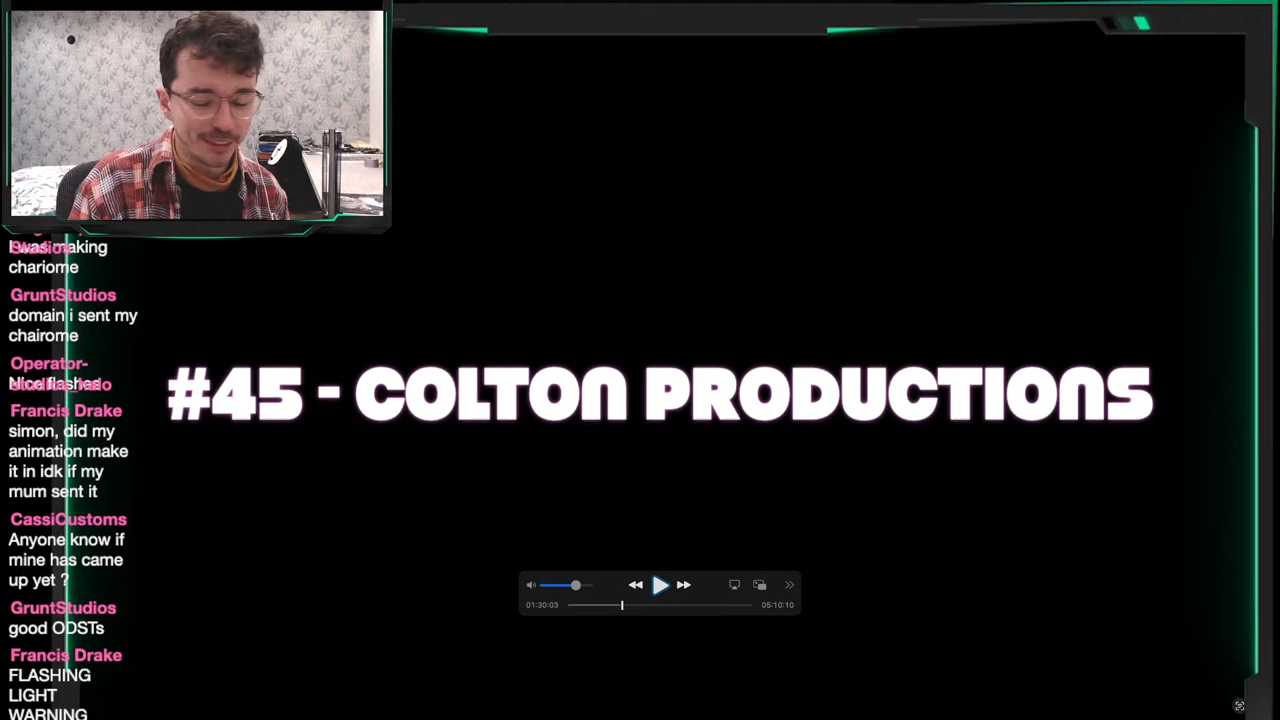 making
chariome
GruntStudios
domain i sent my
chairome
Operator-
GruntStudios
Francis Drake
simon, did my
animation make
it in idk if my
mum sent it
CassiCustoms
Anyone know if
mine has came
up yet ?
GruntStudios
good ODSTs
Francis Drake
FLASHING
LIGHT
WARNING
#45 - COLTON PRODUCTIONS
01:30:03
05:10:10